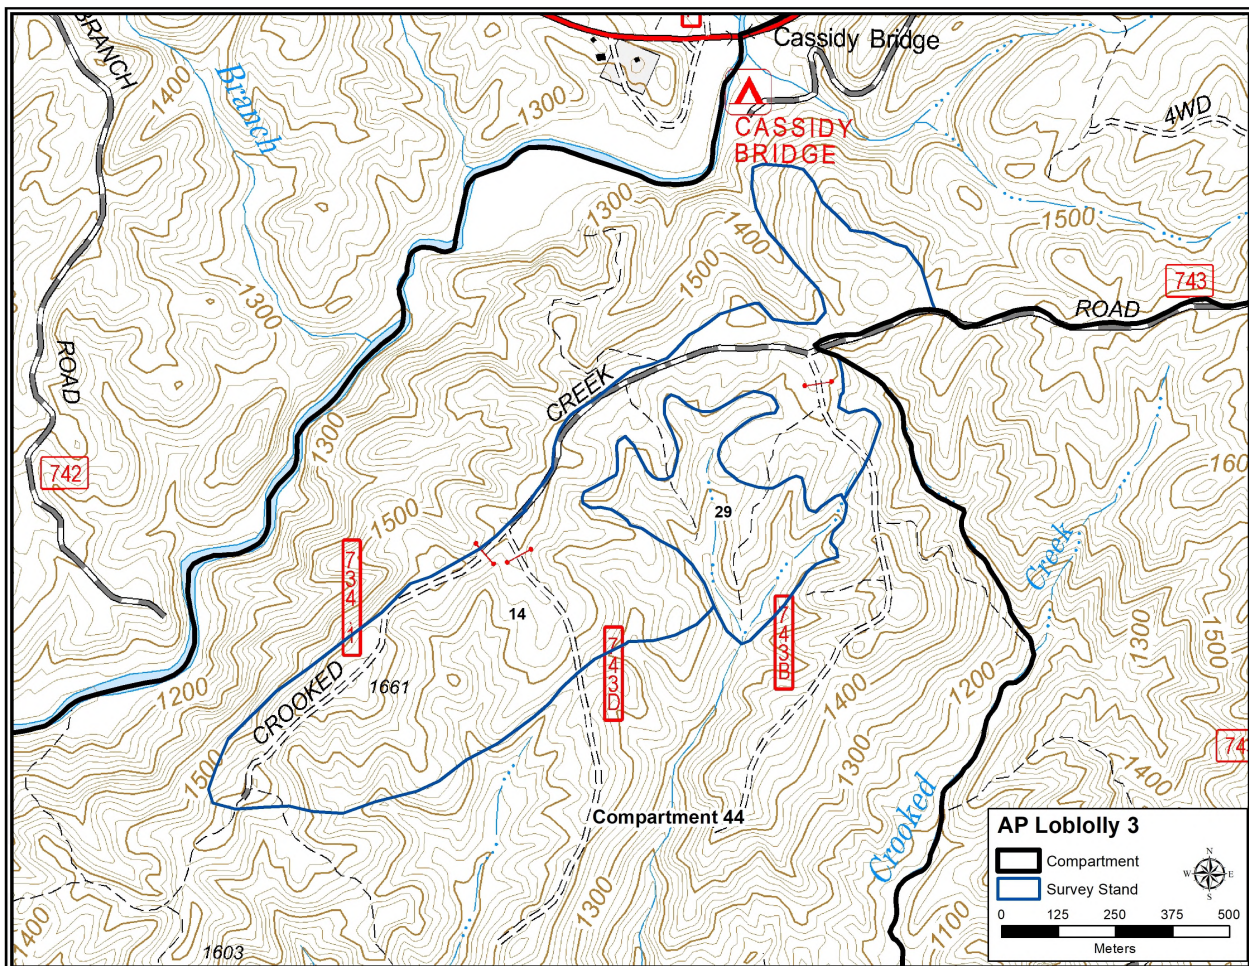 BRANCH
1400
Branch
1300
Cassidy Bridge
CASSIDY
BRIDGE
4WD
1300
1400
1500
1500
743
ROAD
1300
ROAD
742
1300
CREEK
1500
7341
29
14
743D
743B
Creek
160
1300
1500
1200
1661
CROOKED
1200
1400
1500
1300
1400
74
Compartment 44
Crooked
1300
1400
1603
1100
AP Loblolly 3
Compartment
Survey Stand
N
W E
S
0 125 250 375 500
Meters